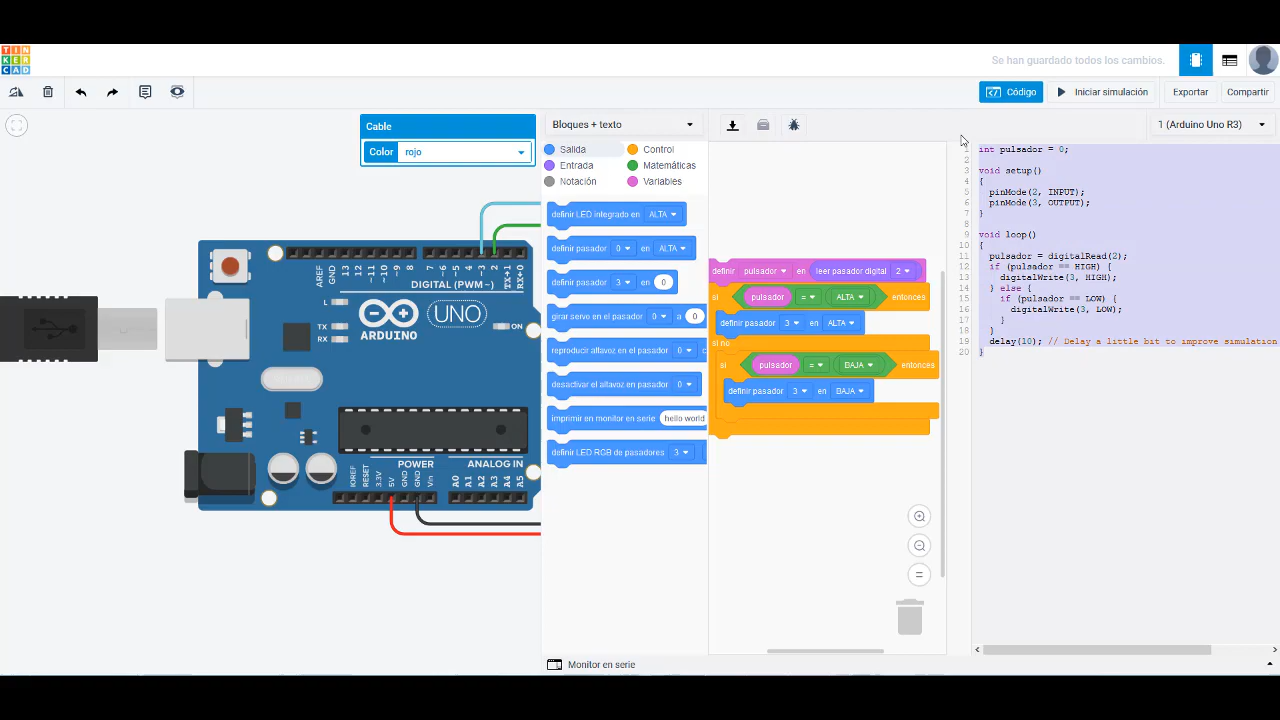 TIN
KER
CAD
Se han guardado todos los cambios.
Código
Iniciar simulación
Exportar
Compartir
Cable
Color
rojo
Bloques + texto
1 (Arduino Uno R3)
Salida
Control
Entrada
Matemáticas
Notación
Variables
definir LED integrado en ALTA
definir pasador 0 en ALTA
definir pasador 3 en 0
girar servo en el pasador 0 a 0
reproducir altavoz en el pasador 0 c
desactivar el altavoz en pasador 0
imprimir en monitor en serie hello world
definir LED RGB de pasadores 3
definir pulsador en leer pasador digital 2
si pulsador = ALTA entonces
definir pasador 3 en ALTA
si no
si pulsador = BAJA entonces
definir pasador 3 en BAJA
1 int pulsador = 0;
2
3 void setup()
4 {
5 pinMode(2, INPUT);
6 pinMode(3, OUTPUT);
7 }
8
9 void loop()
10 {
11 pulsador = digitalRead(2);
12 if (pulsador == HIGH) {
13 digitalWrite(3, HIGH);
14 } else {
15 if (pulsador == LOW) {
16 digitalWrite(3, LOW);
17 }
18 }
19 delay(10); // Delay a little bit to improve simulation
20 }
AREF
GND
13
12
11
10
9
8
7
~6
~5
4
~3
2
TX→1
RX←0
DIGITAL (PWM~)
L
TX
RX
ARDUINO
UNO
ON
POWER
ANALOG IN
IOREF
RESET
3.3V
5V
GND
GND
Vin
A0
A1
A2
A3
A4
A5
Monitor en serie